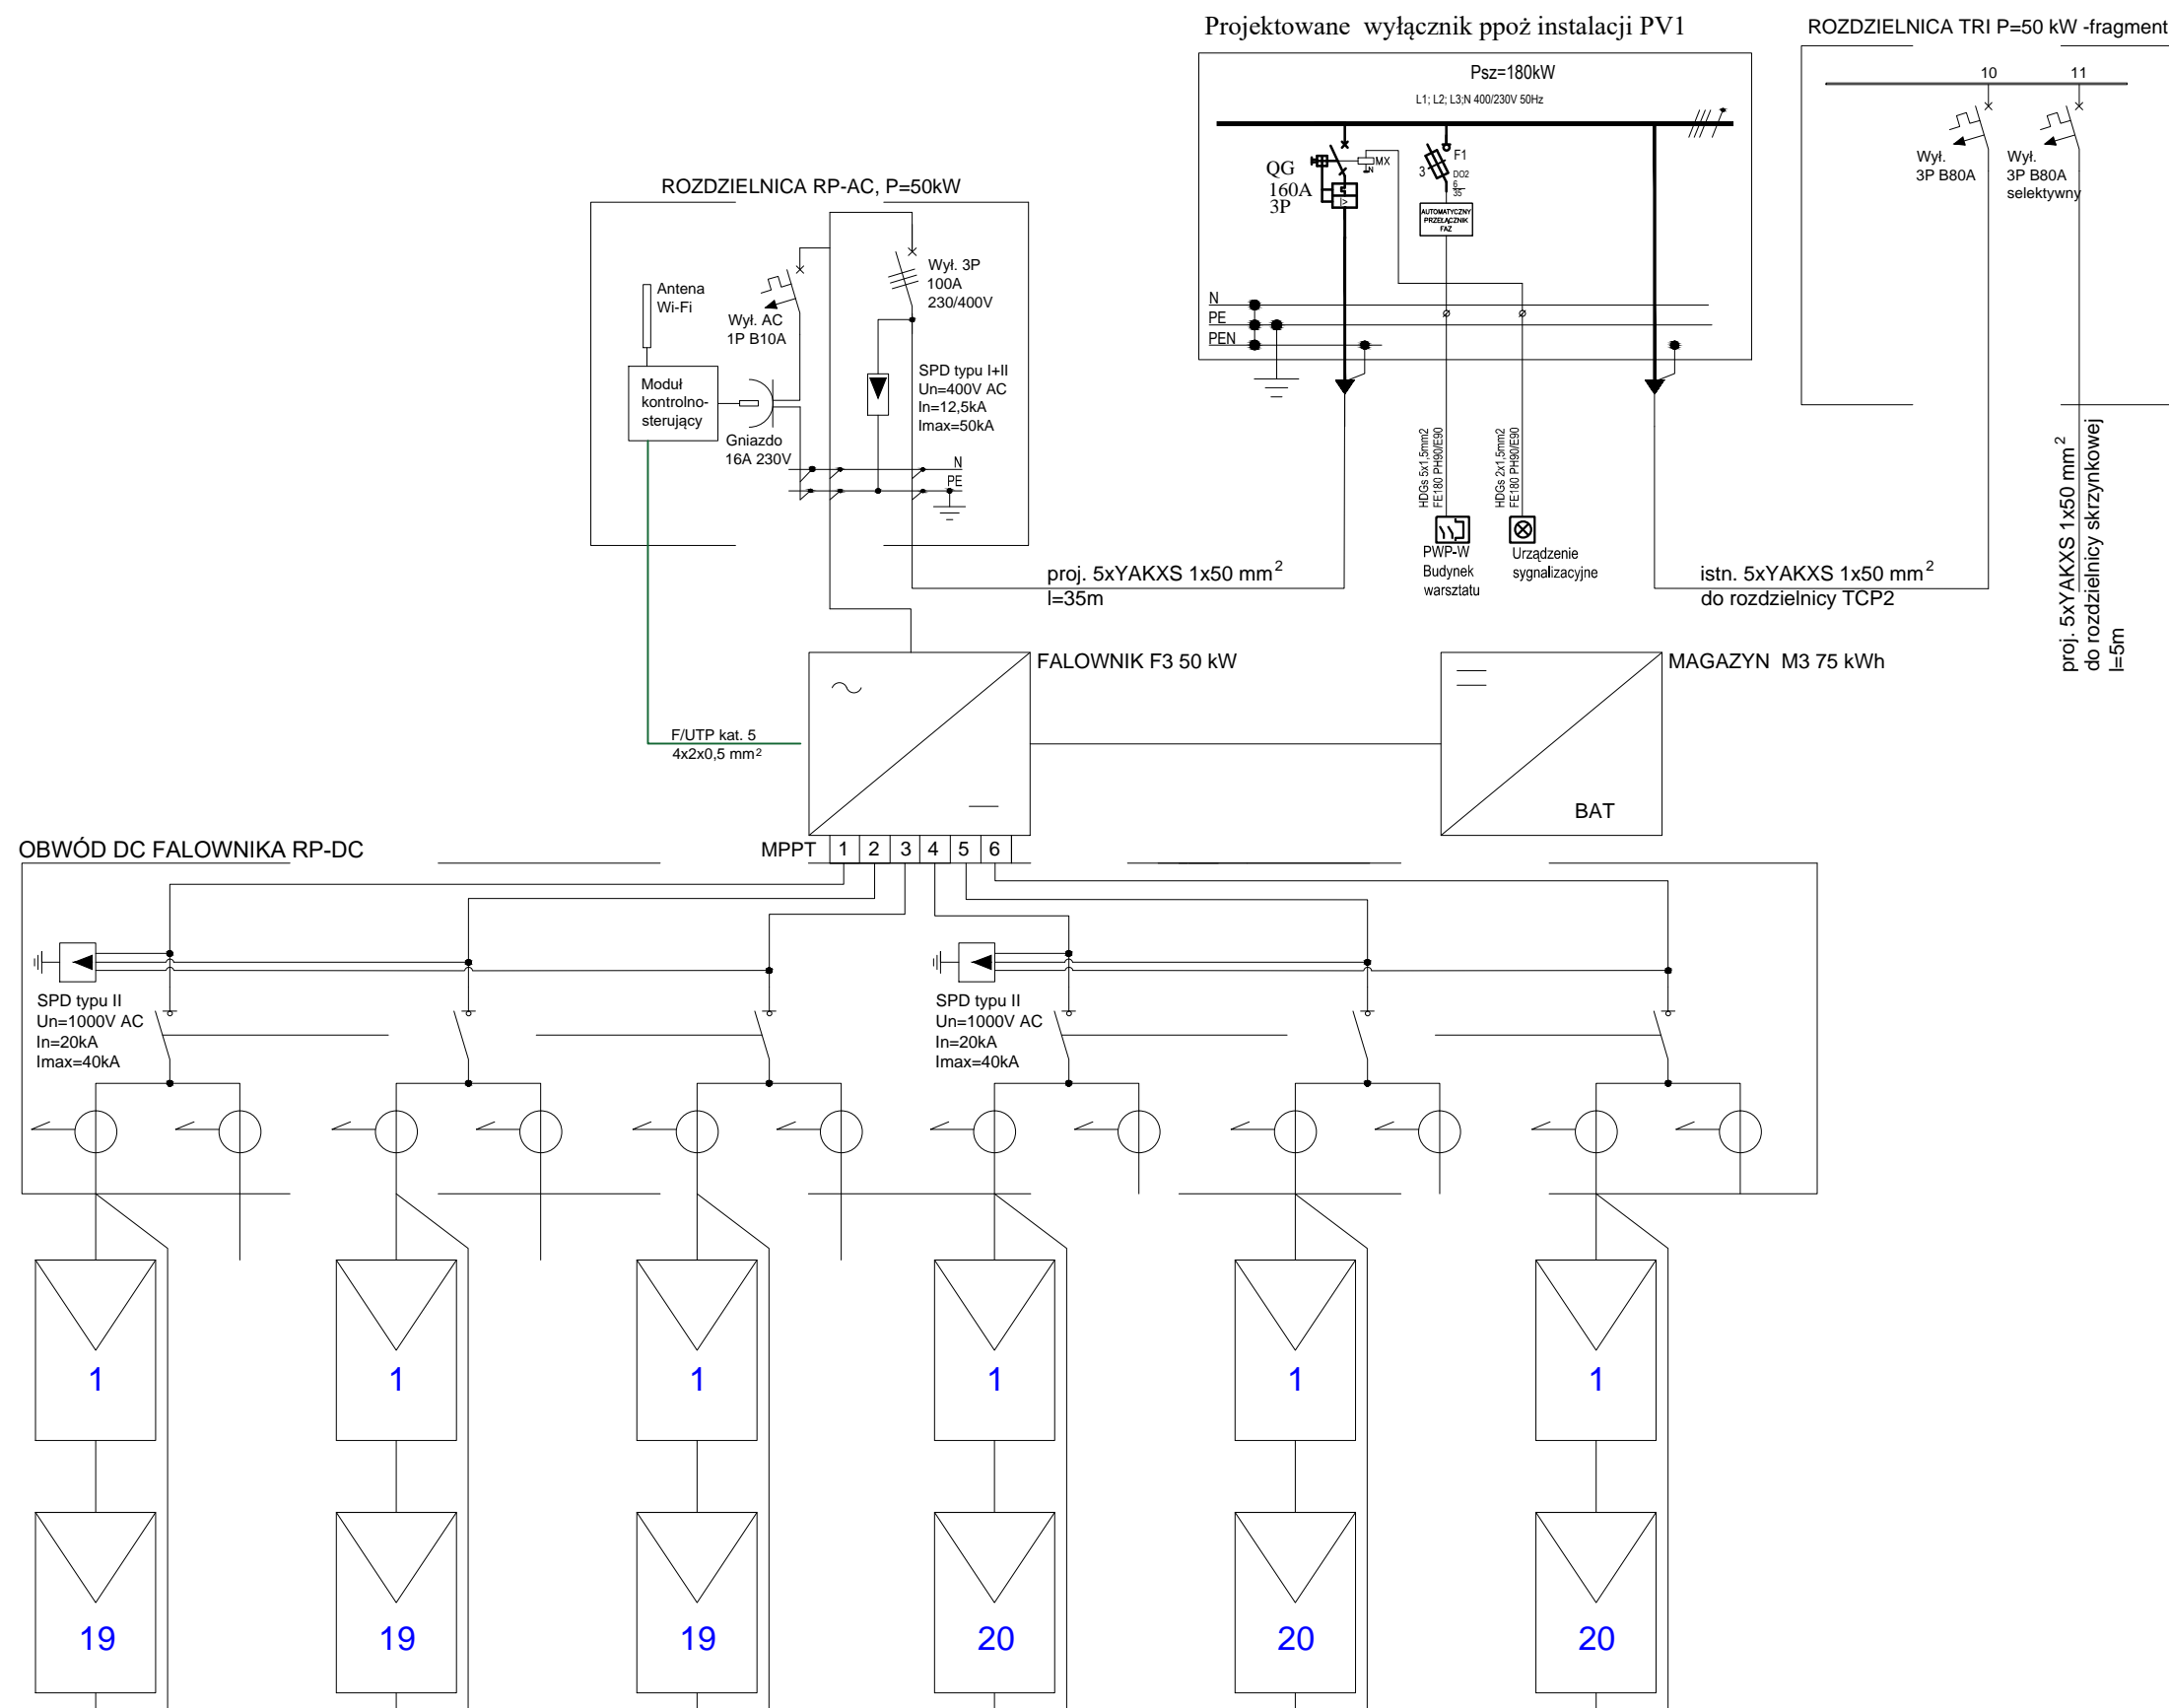 Projektowane wyłącznik ppoż instalacji PV1
ROZDZIELNICA TRI P=50 kW -fragment
Psz=180kW
L1; L2; L3;N 400/230V 50Hz
10
11
QG
160A
3P
MX
3
F1
DO2
6
35
AUTOMATYCZNY
PRZEŁĄCZNIK
FAZ
Wył.
3P B80A
Wył.
3P B80A
selektywny
N
PE
PEN
ROZDZIELNICA RP-AC, P=50kW
Antena
Wi-Fi
Wył. AC
1P B10A
Wył. 3P
100A
230/400V
Moduł
kontrolno-
sterujący
Gniazdo
16A 230V
SPD typu I+II
Un=400V AC
In=12,5kA
Imax=50kA
N
PE
HDGs 5x1,5mm2
FE180 PH90/E90
HDGs 2x1,5mm2
FE180 PH90/E90
PWP-W
Budynek
warsztatu
Urządzenie
sygnalizacyjne
proj. 5xYAKXS 1x50 mm²
l=35m
istn. 5xYAKXS 1x50 mm²
do rozdzielnicy TCP2
proj. 5xYAKXS 1x50 mm²
do rozdzielnicy skrzynkowej
l=5m
FALOWNIK F3 50 kW
MAGAZYN M3 75 kWh
F/UTP kat. 5
4x2x0,5 mm²
BAT
OBWÓD DC FALOWNIKA RP-DC
MPPT 1 2 3 4 5 6
SPD typu II
Un=1000V AC
In=20kA
Imax=40kA
SPD typu II
Un=1000V AC
In=20kA
Imax=40kA
1 1 1 1 1 1
19 19 19 20 20 20